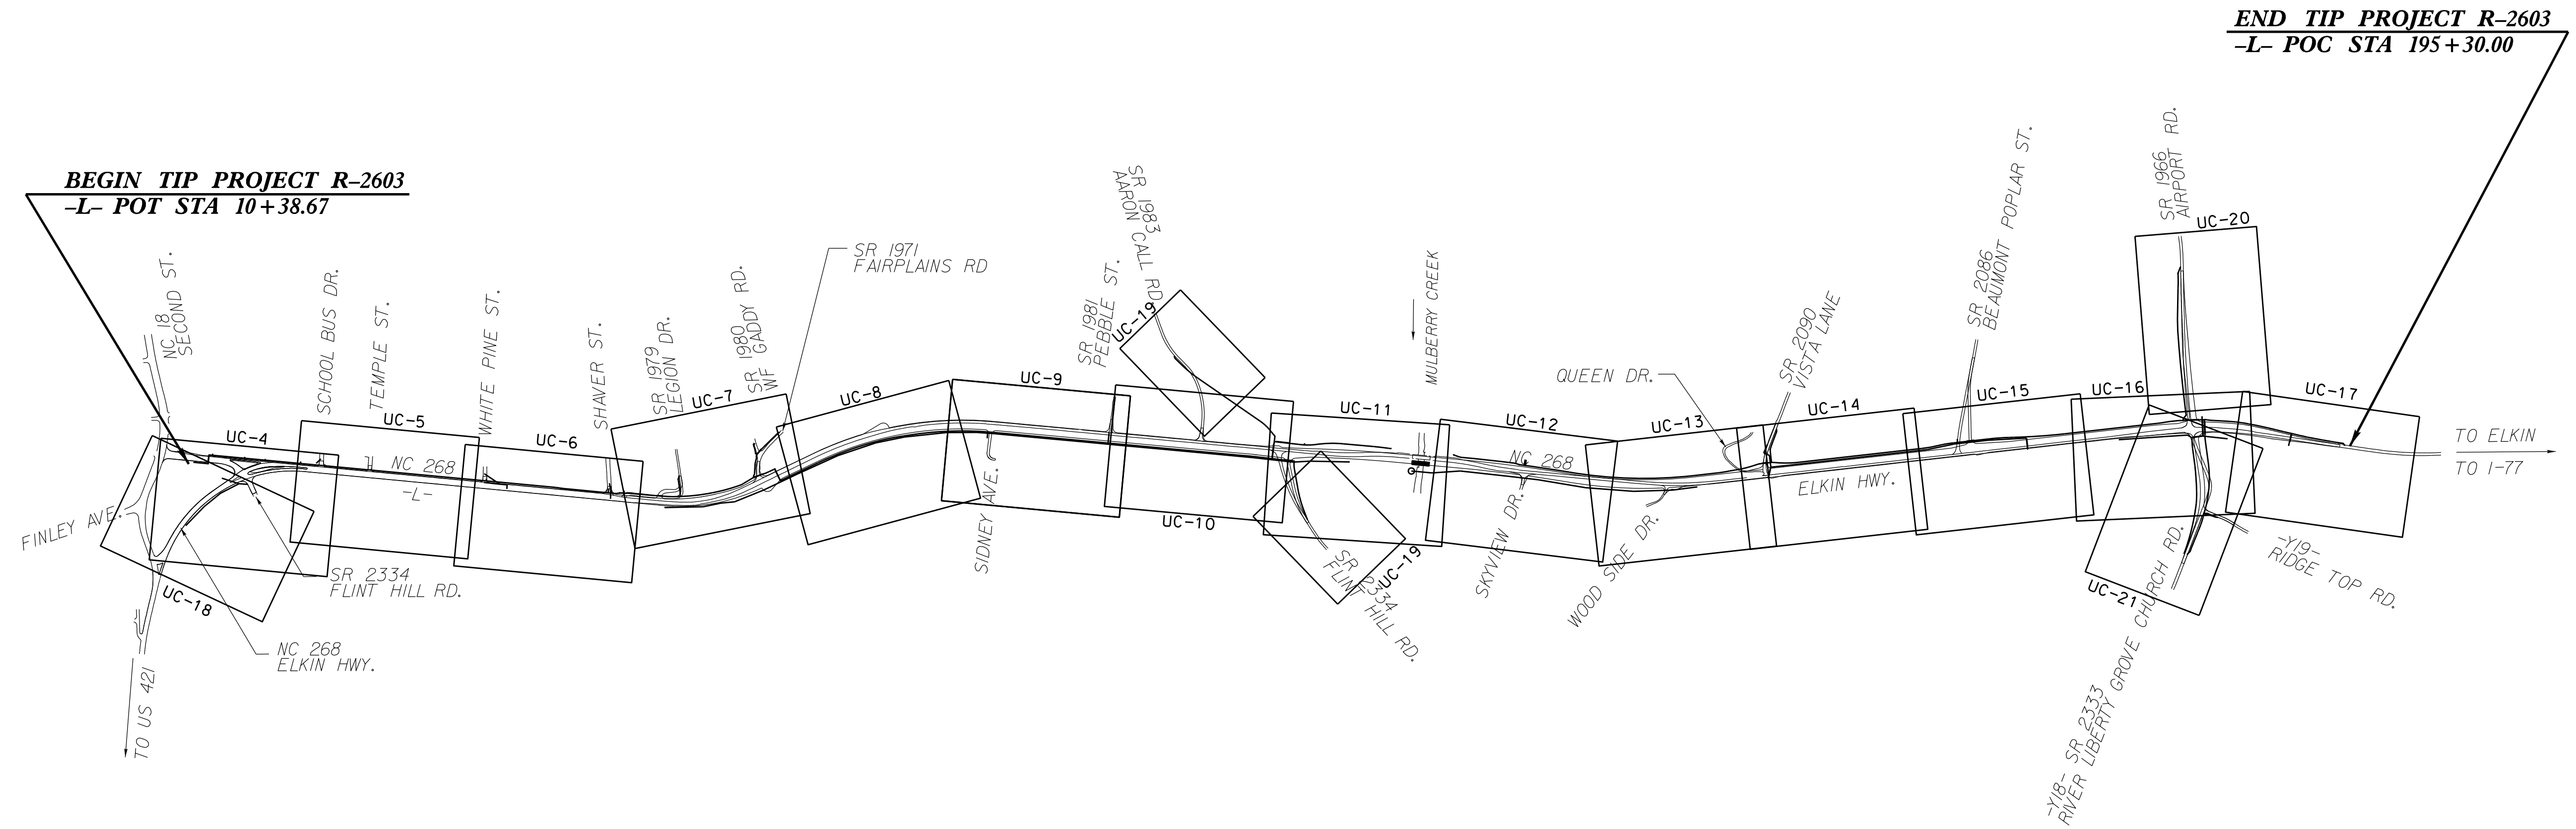 END TIP PROJECT R–2603
–L– POC STA 195+30.00
BEGIN TIP PROJECT R–2603
–L– POT STA 10+38.67
NC 18
SECOND ST.
SCHOOL BUS DR.
TEMPLE ST.
WHITE PINE ST.
SHAVER ST.
SR 1979
LEGION DR.
SR 1980
WF GADDY RD.
SR 1971
FAIRPLAINS RD
SR 1981
PEBBLE ST.
SR 1983
AARON CALL RD.
MULBERRY CREEK
QUEEN DR.
SR 2090
VISTA LANE
SR 2086
BEAUMONT POPLAR ST.
SR 1966
AIRPORT RD.
UC-4
UC-5
UC-6
UC-7
UC-8
UC-9
UC-10
UC-19
UC-11
UC-12
UC-13
UC-14
UC-15
UC-16
UC-20
UC-17
NC 268
-L-
NC 268
ELKIN HWY.
TO ELKIN
TO I-77
FINLEY AVE.
UC-18
SR 2334
FLINT HILL RD.
NC 268
ELKIN HWY.
TO US 421
SIDNEY AVE.
SR 2334
FLINT HILL RD.
UC-19
SKYVIEW DR.
WOOD SIDE DR.
UC-21
-Y18- SR 2333
RIVER LIBERTY GROVE CHURCH RD.
-Y19-
RIDGE TOP RD.